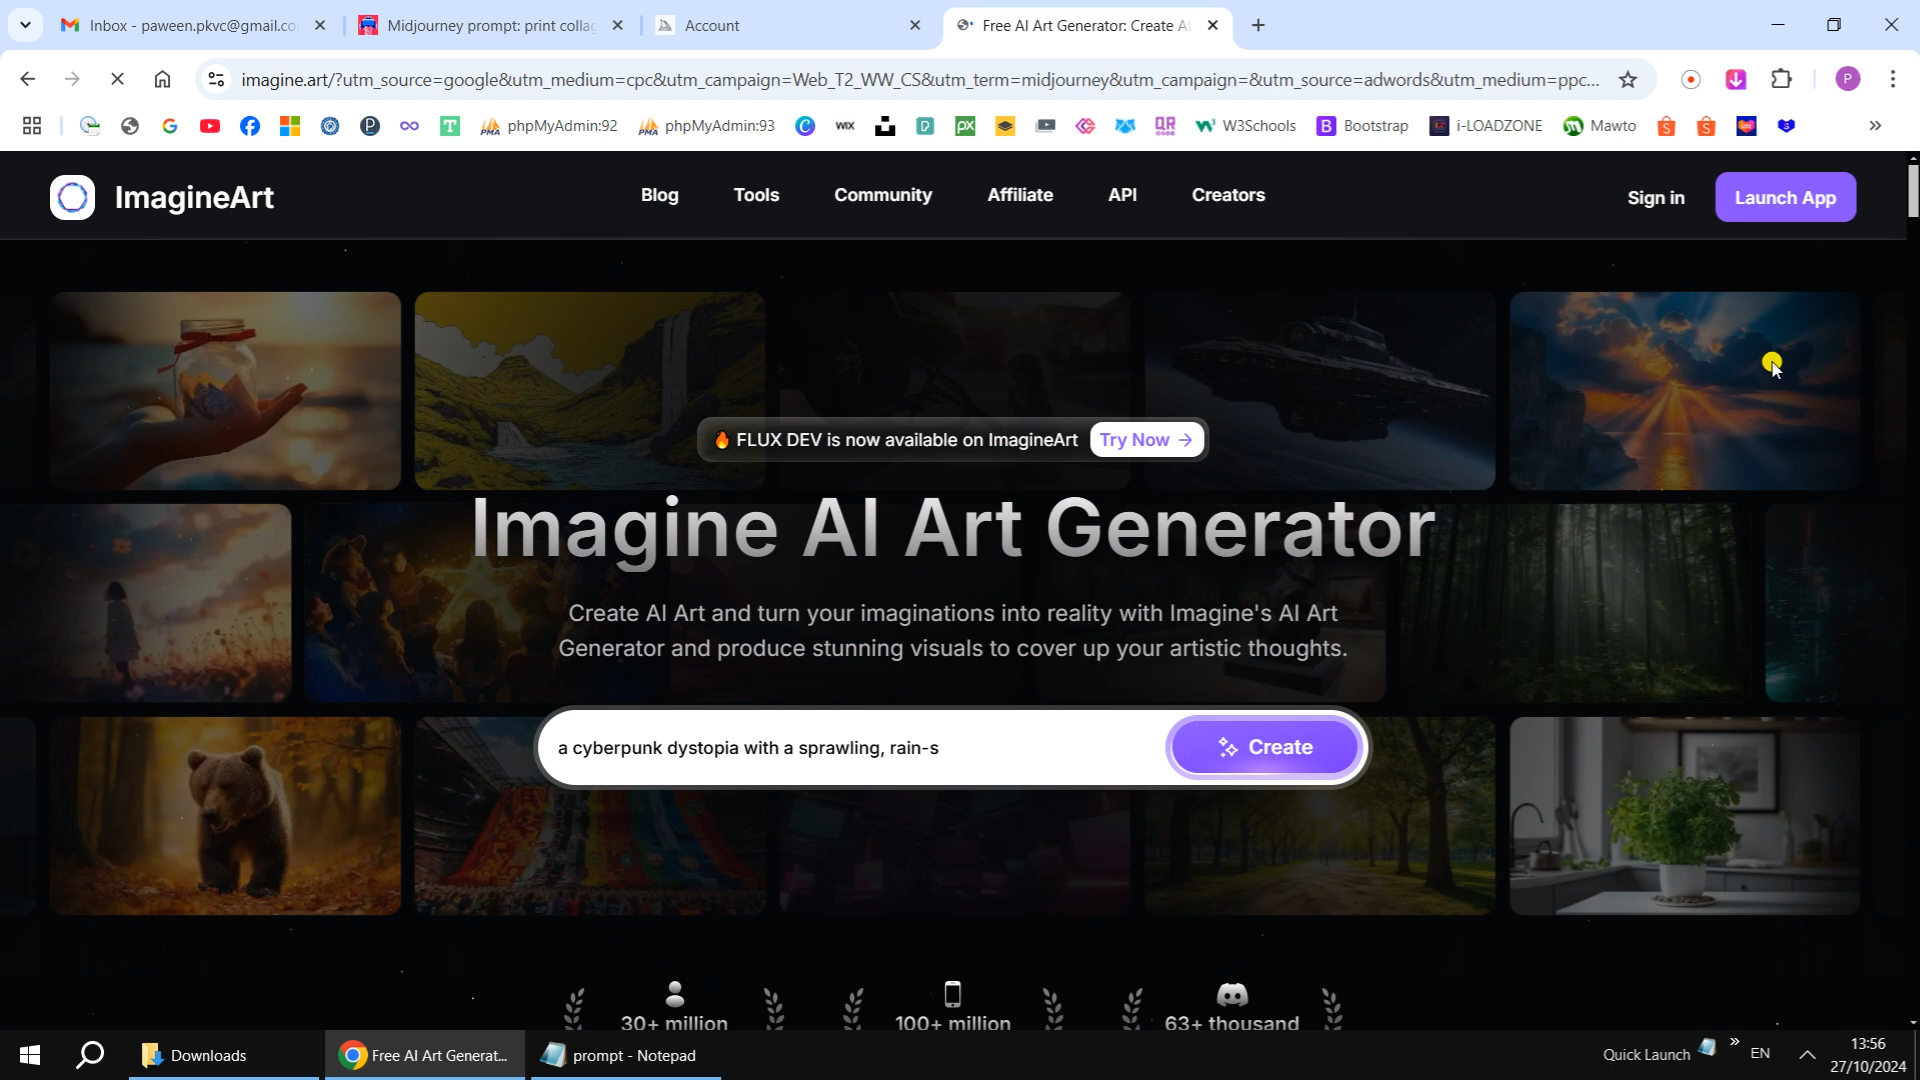 Inbox - paween.pkvc@gmail.co
Midjourney prompt: print collag
Account
Free AI Art Generator: Create AI
imagine.art/?utm_source=google&utm_medium=cpc&utm_campaign=Web_T2_WW_CS&utm_term=midjourney&utm_campaign=&utm_source=adwords&utm_medium=ppc...
P
phpMyAdmin:92
phpMyAdmin:93
WIX
W3Schools
Bootstrap
i-LOADZONE
Mawto
ImagineArt
Blog
Tools
Community
Affiliate
API
Creators
Sign in
Launch App
FLUX DEV is now available on ImagineArt
Try Now
Imagine AI Art Generator
Create AI Art and turn your imaginations into reality with Imagine's AI Art
Generator and produce stunning visuals to cover up your artistic thoughts.
a cyberpunk dystopia with a sprawling, rain-s
Create
30+ million
100+ million
63+ thousand
Downloads
Free AI Art Generat...
prompt - Notepad
Quick Launch
EN
13:56
27/10/2024